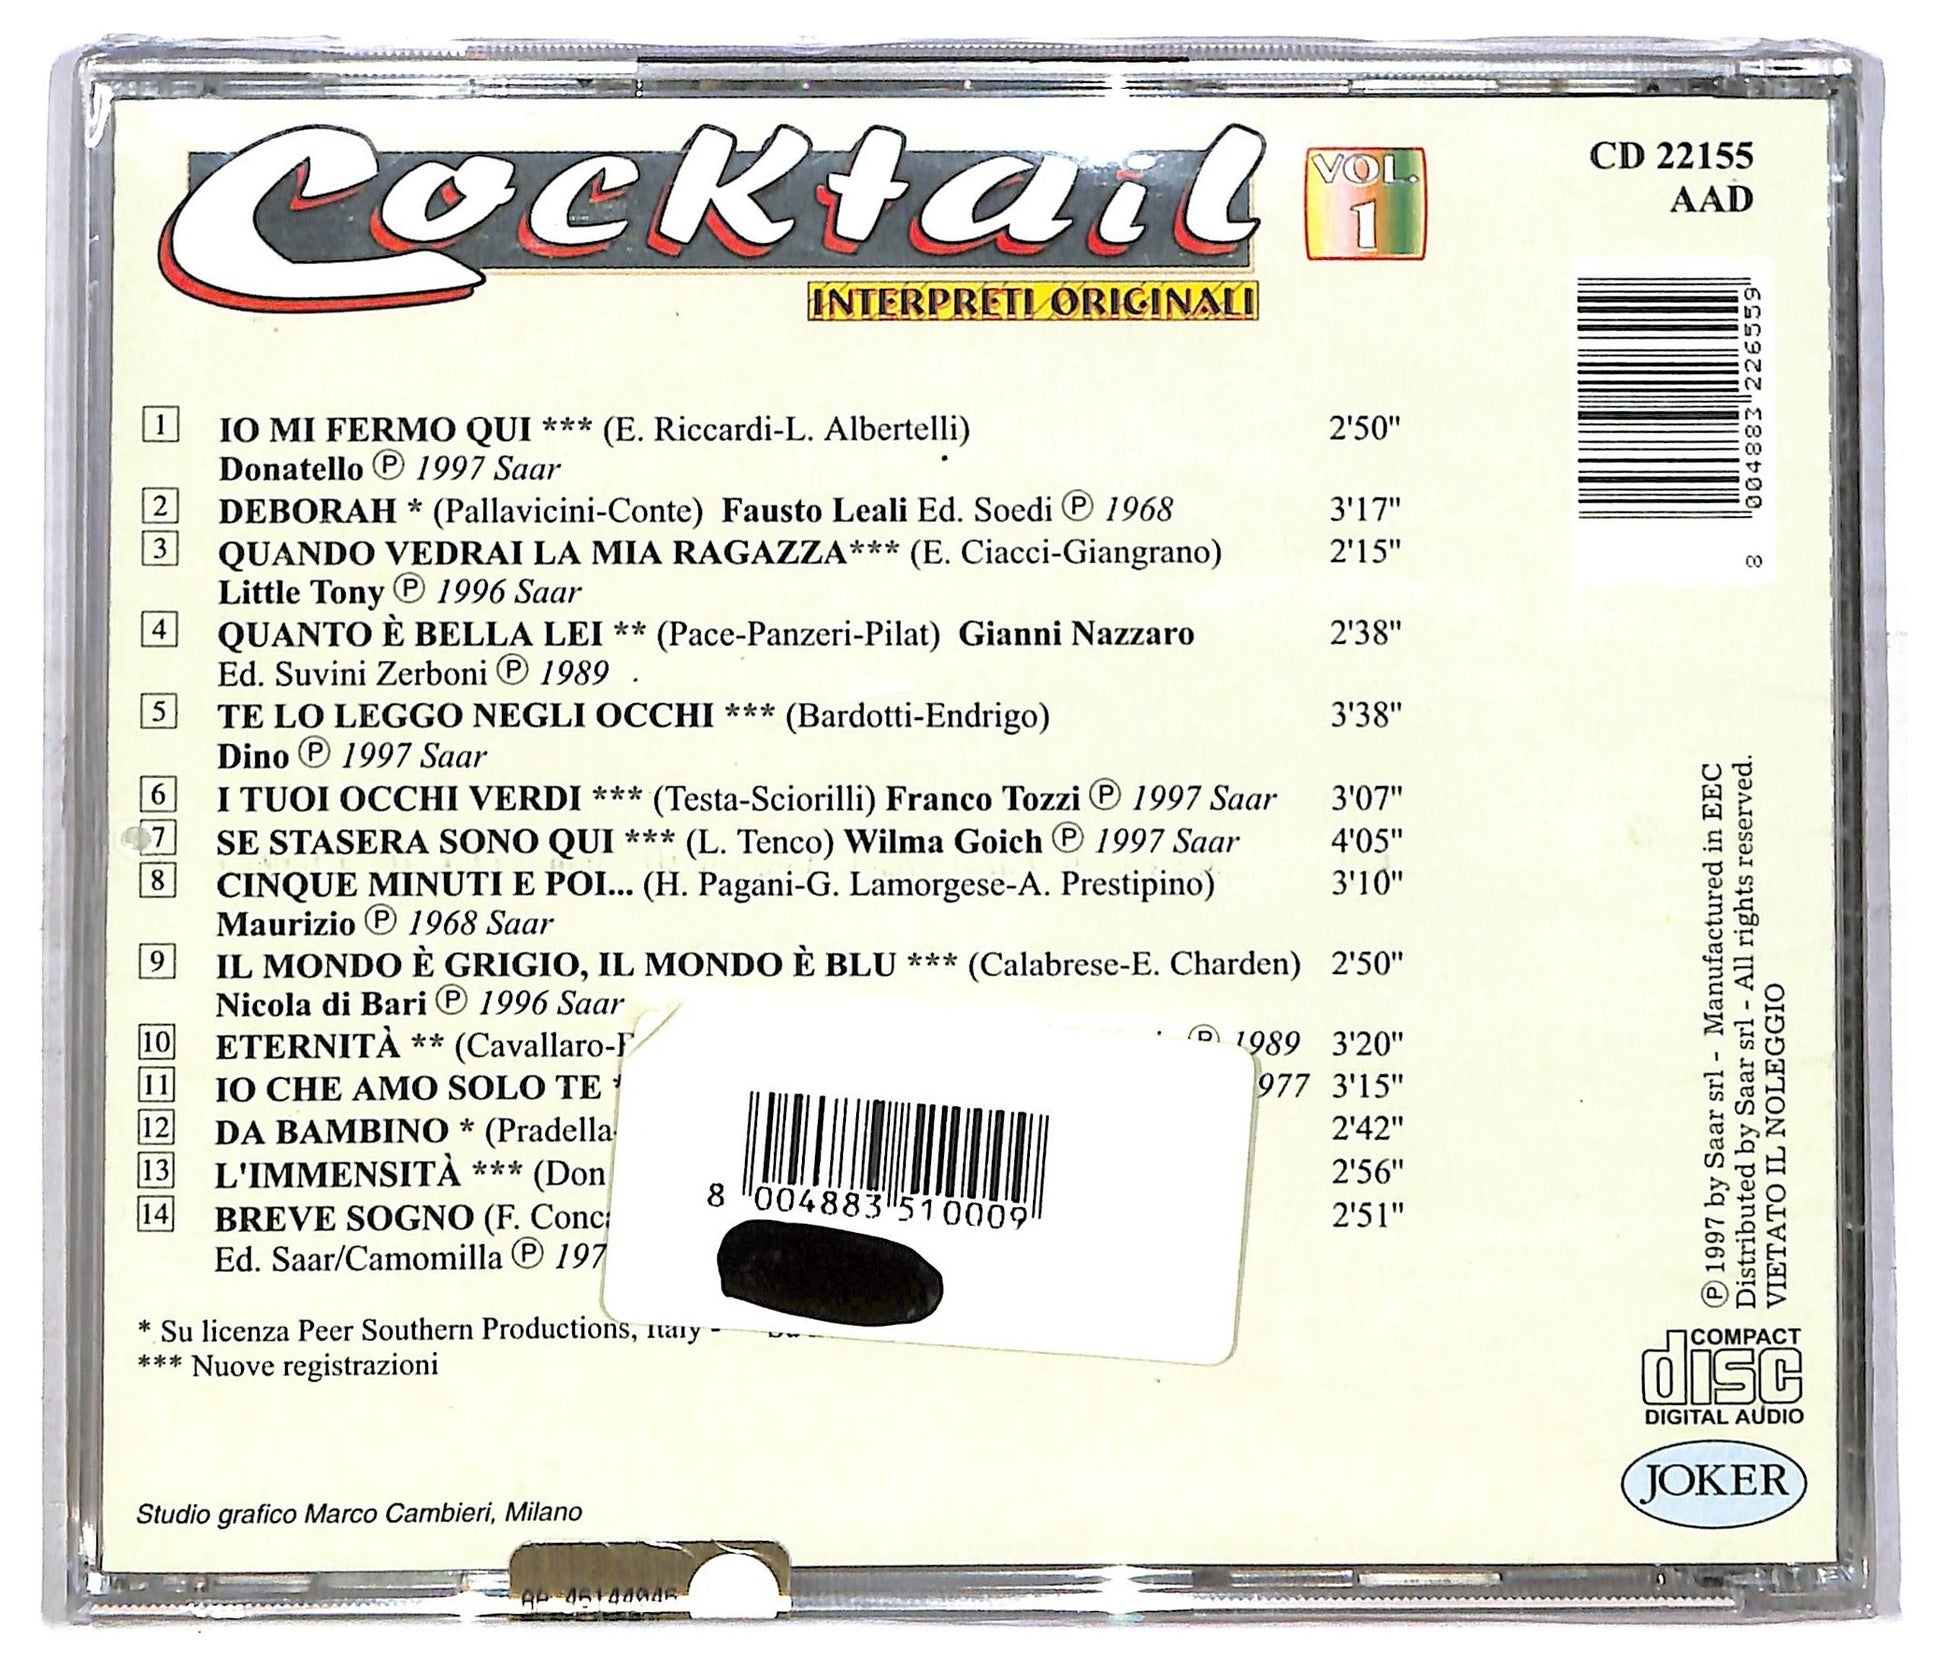 Cocktail
VOL. 1
INTERPRETI ORIGINALI
CD 22155
AAD
8 004883 226559
1 IO MI FERMO QUI *** (E. Riccardi-L. Albertelli) 2'50"
Donatello Ⓟ 1997 Saar
2 DEBORAH * (Pallavicini-Conte) Fausto Leali Ed. Soedi Ⓟ 1968 3'17"
3 QUANDO VEDRAI LA MIA RAGAZZA*** (E. Ciacci-Giangrano) 2'15"
Little Tony Ⓟ 1996 Saar
4 QUANTO È BELLA LEI ** (Pace-Panzeri-Pilat) Gianni Nazzaro 2'38"
Ed. Suvini Zerboni Ⓟ 1989
5 TE LO LEGGO NEGLI OCCHI *** (Bardotti-Endrigo) 3'38"
Dino Ⓟ 1997 Saar
6 I TUOI OCCHI VERDI *** (Testa-Sciorilli) Franco Tozzi Ⓟ 1997 Saar 3'07"
7 SE STASERA SONO QUI *** (L. Tenco) Wilma Goich Ⓟ 1997 Saar 4'05"
8 CINQUE MINUTI E POI... (H. Pagani-G. Lamorgese-A. Prestipino) 3'10"
Maurizio Ⓟ 1968 Saar
9 IL MONDO È GRIGIO, IL MONDO È BLU *** (Calabrese-E. Charden) 2'50"
Nicola di Bari Ⓟ 1996 Saar
10 ETERNITÀ ** (Cavallaro- Ⓟ 1989 3'20"
11 IO CHE AMO SOLO TE * 977 3'15"
12 DA BAMBINO * (Pradella- 2'42"
13 L'IMMENSITÀ *** (Don 2'56"
14 BREVE SOGNO (F. Conc 2'51"
Ed. Saar/Camomilla Ⓟ 197
8 004883 510009
* Su licenza Peer Southern Productions, Italy -
*** Nuove registrazioni
Studio grafico Marco Cambieri, Milano
Ⓟ 1997 by Saar srl - Manufactured in EEC
Distributed by Saar srl - All rights reserved.
VIETATO IL NOLEGGIO
COMPACT
disc
DIGITAL AUDIO
JOKER